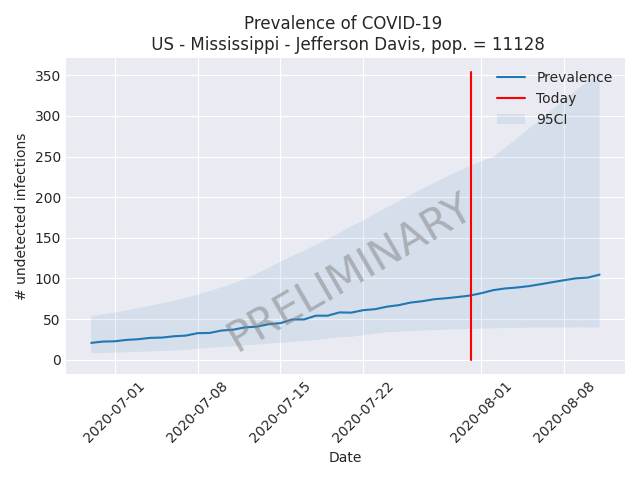 Prevalence of COVID-19
US - Mississippi - Jefferson Davis, pop. = 11128
350
300
250
200
150
100
50
0
# undetected infections
Prevalence
Today
95CI
PRELIMINARY
2020-07-01
2020-07-08
2020-07-15
2020-07-22
2020-08-01
2020-08-08
Date